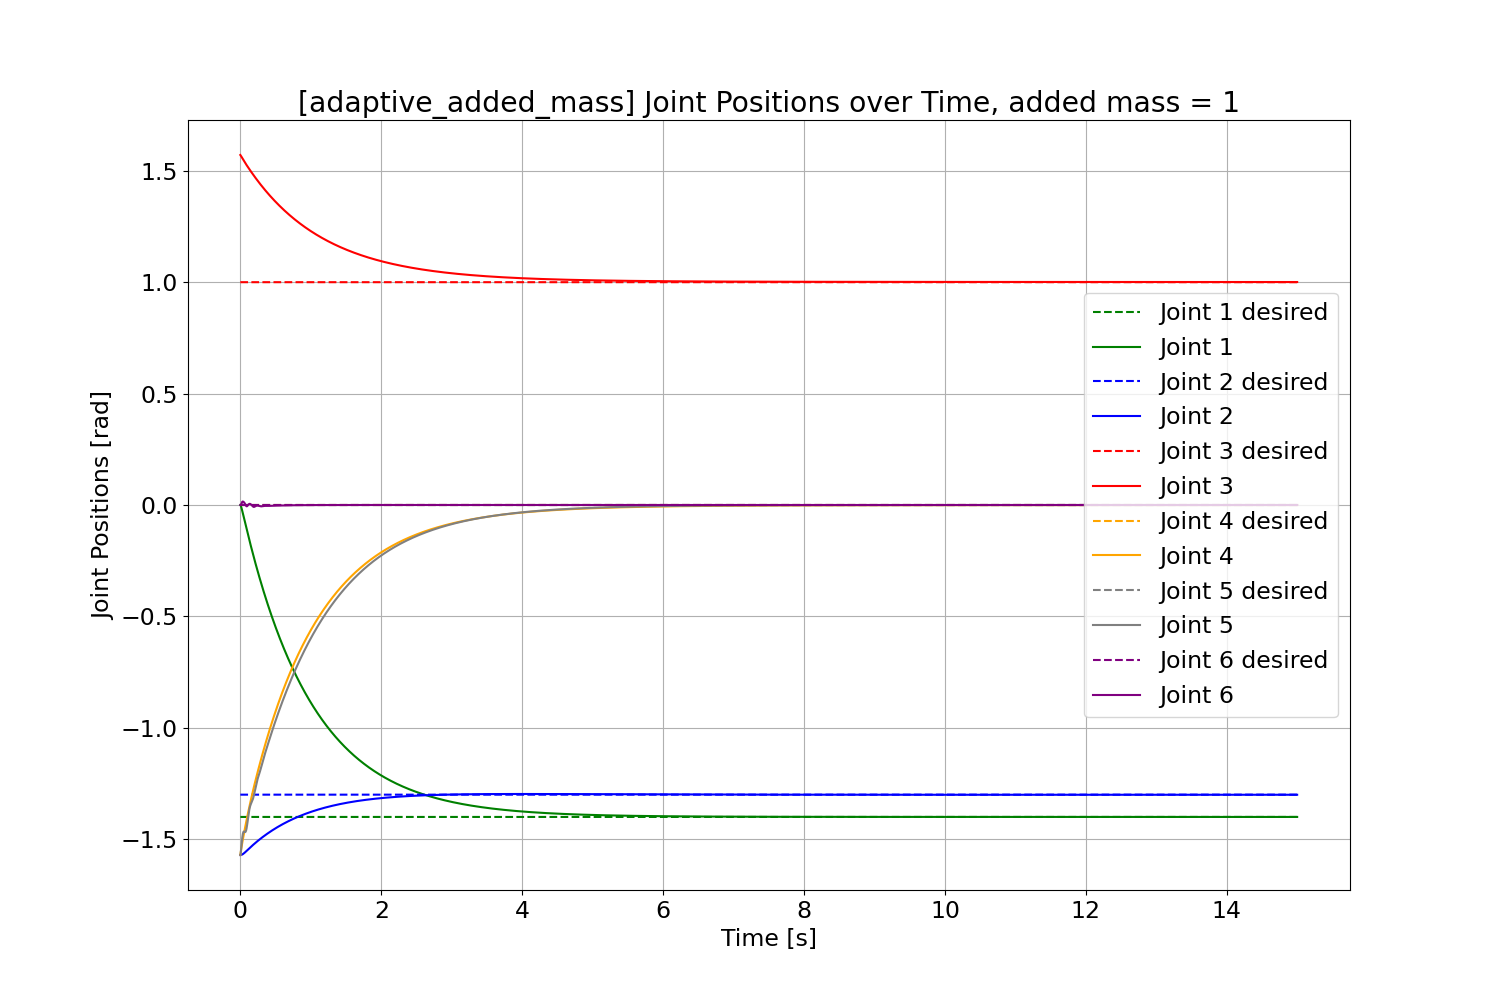 [adaptive_added_mass] Joint Positions over Time, added mass = 1
Joint Positions [rad]
1.5
1.0
0.5
0.0
−0.5
−1.0
−1.5
Joint 1 desired
Joint 1
Joint 2 desired
Joint 2
Joint 3 desired
Joint 3
Joint 4 desired
Joint 4
Joint 5 desired
Joint 5
Joint 6 desired
Joint 6
0 2 4 6 8 10 12 14
Time [s]